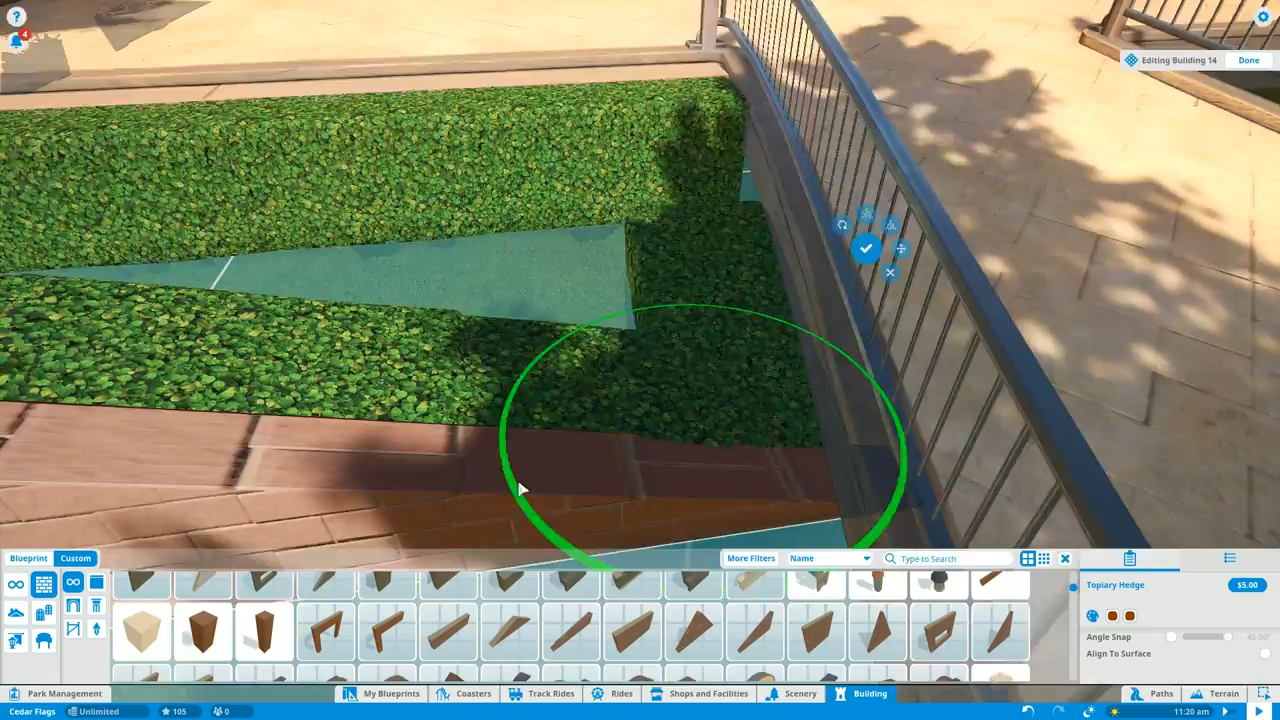 ?
4
Editing Building 14 Done
Blueprint Custom More Filters Name Type to Search
Topiary Hedge $5.00
Angle Snap 45.00°
Align To Surface
Park Management My Blueprints Coasters Track Rides Rides Shops and Facilities Scenery Building Paths Terrain
Cedar Flags Unlimited 105 0 11:20 am